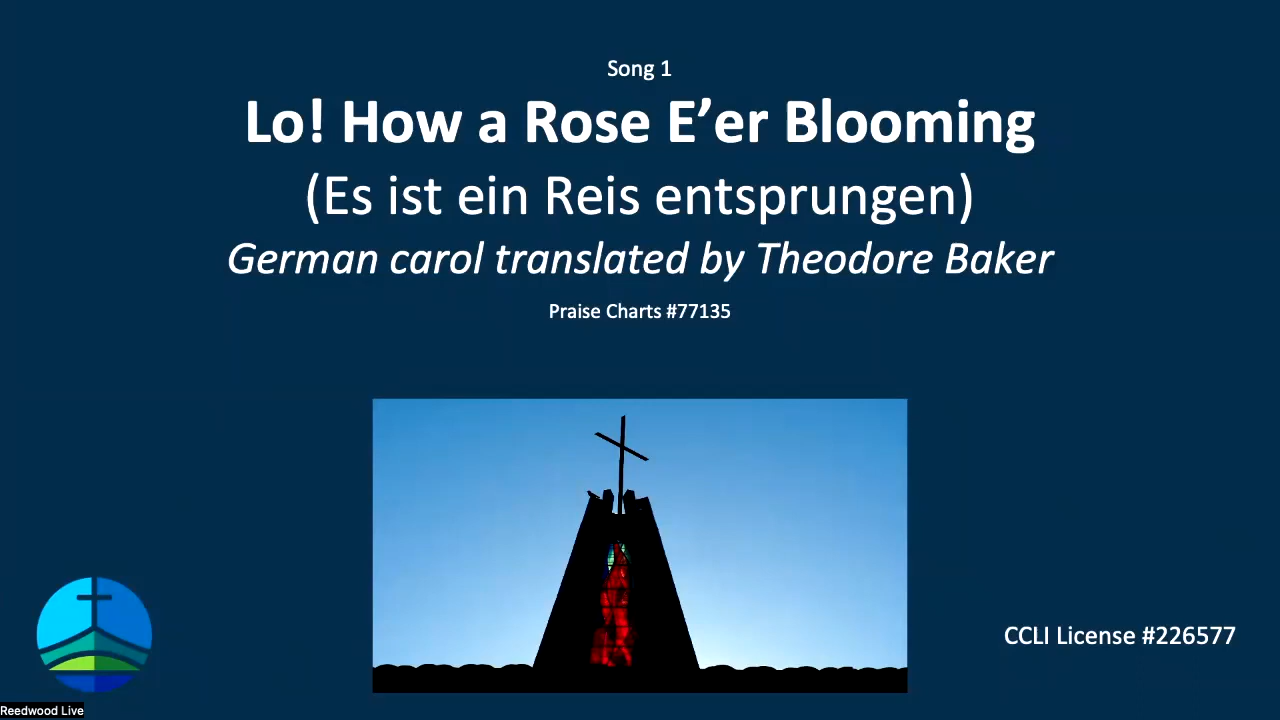 Song 1
Lo! How a Rose E’er Blooming
(Es ist ein Reis entsprungen)
German carol translated by Theodore Baker
Praise Charts #77135
CCLI License #226577
Reedwood Live